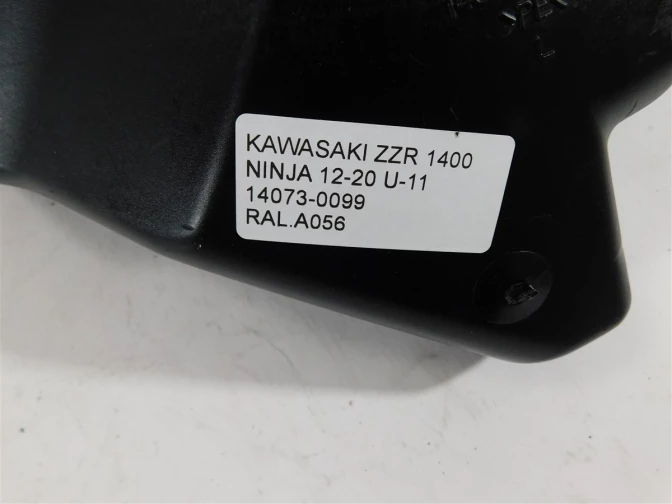 L
KAWASAKI ZZR 1400
NINJA 12-20 U-11
14073-0099
RAL.A056